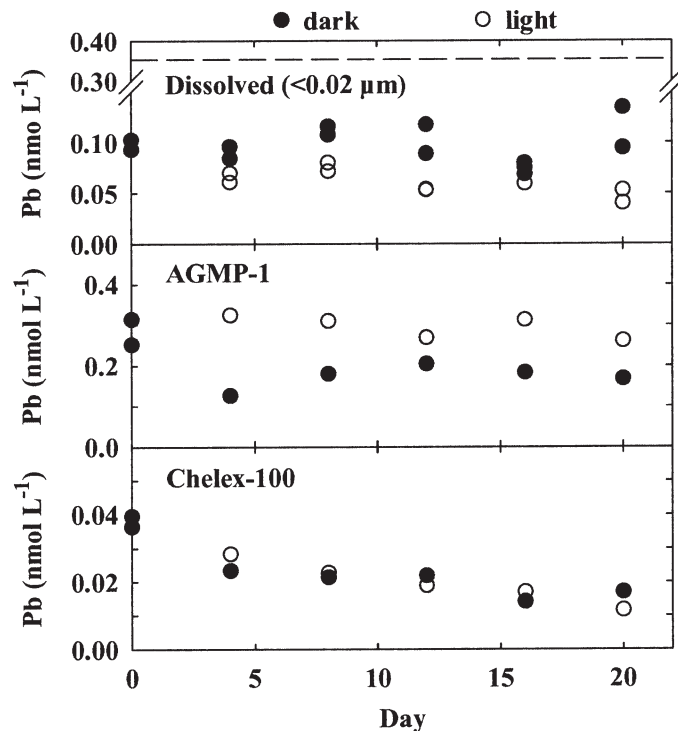 dark light
0.40
0.30
Dissolved (<0.02 µm)
0.10
0.05
0.00
Pb (nmo L-1)
AGMP-1
0.4
0.2
0.0
Pb (nmol L-1)
Chelex-100
0.04
0.02
0.00
Pb (nmol L-1)
0 5 10 15 20
Day